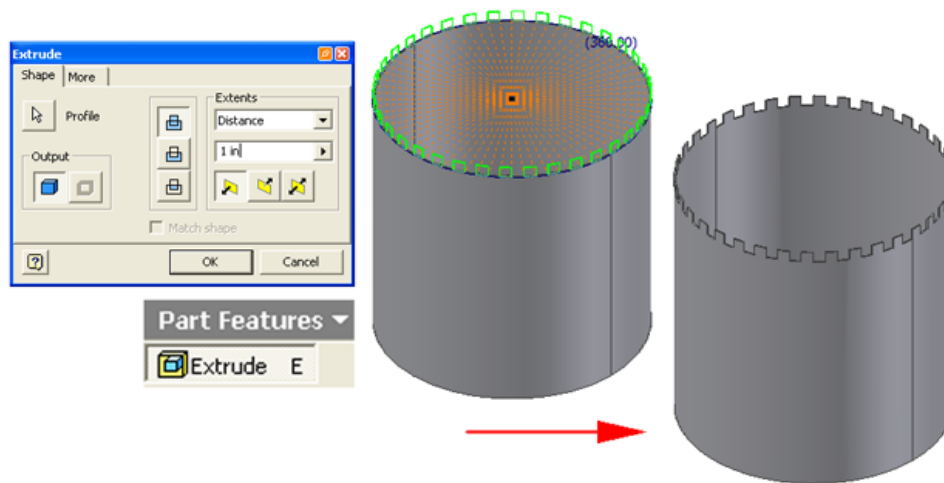 Extrude
Shape
More
Profile
Extents
Distance
1 in
Output
Match shape
OK
Cancel
(360.00)
Part Features
Extrude E